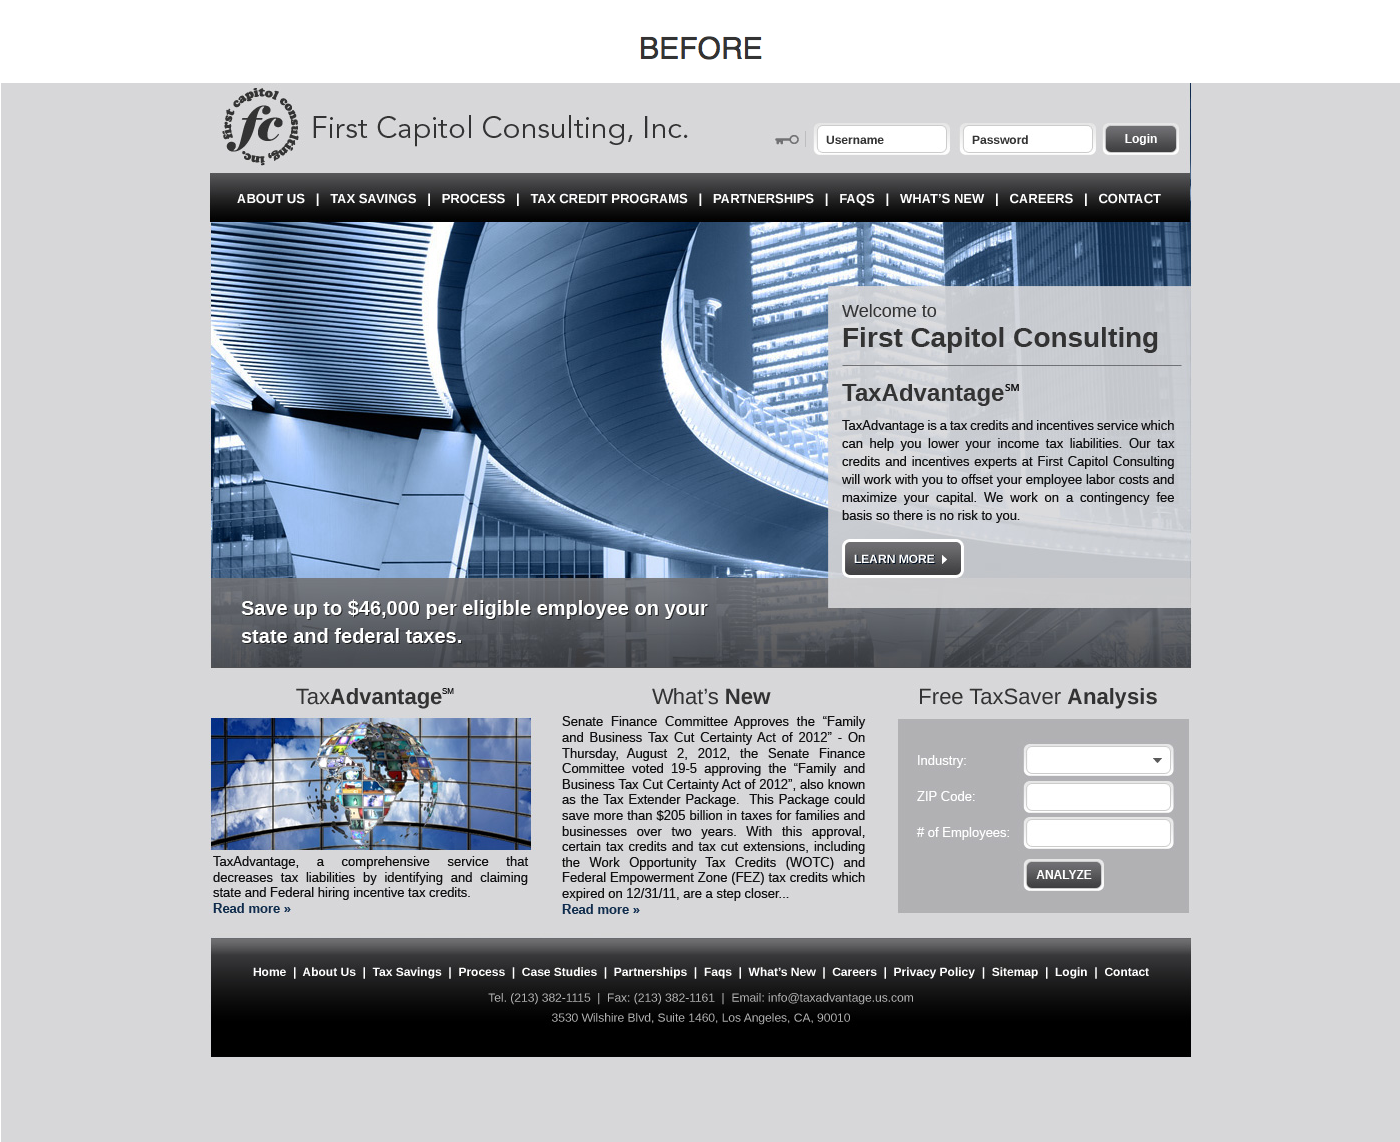 BEFORE
first capitol consulting, inc.
fc
First Capitol Consulting, Inc.
Username
Password
Login
ABOUT US | TAX SAVINGS | PROCESS | TAX CREDIT PROGRAMS | PARTNERSHIPS | FAQS | WHAT'S NEW | CAREERS | CONTACT
Welcome to
First Capitol Consulting
TaxAdvantage℠
TaxAdvantage is a tax credits and incentives service which
can help you lower your income tax liabilities. Our tax
credits and incentives experts at First Capitol Consulting
will work with you to offset your employee labor costs and
maximize your capital. We work on a contingency fee
basis so there is no risk to you.
LEARN MORE
Save up to $46,000 per eligible employee on your
state and federal taxes.
TaxAdvantage℠
TaxAdvantage, a comprehensive service that
decreases tax liabilities by identifying and claiming
state and Federal hiring incentive tax credits.
Read more »
What's New
Senate Finance Committee Approves the “Family
and Business Tax Cut Certainty Act of 2012” - On
Thursday, August 2, 2012, the Senate Finance
Committee voted 19-5 approving the “Family and
Business Tax Cut Certainty Act of 2012”, also known
as the Tax Extender Package. This Package could
save more than $205 billion in taxes for families and
businesses over two years. With this approval,
certain tax credits and tax cut extensions, including
the Work Opportunity Tax Credits (WOTC) and
Federal Empowerment Zone (FEZ) tax credits which
expired on 12/31/11, are a step closer...
Read more »
Free TaxSaver Analysis
Industry:
ZIP Code:
# of Employees:
ANALYZE
Home | About Us | Tax Savings | Process | Case Studies | Partnerships | Faqs | What's New | Careers | Privacy Policy | Sitemap | Login | Contact
Tel. (213) 382-1115 | Fax: (213) 382-1161 | Email: info@taxadvantage.us.com
3530 Wilshire Blvd, Suite 1460, Los Angeles, CA, 90010